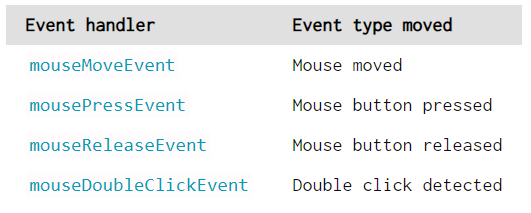 Event handler Event type moved
mouseMoveEvent Mouse moved
mousePressEvent Mouse button pressed
mouseReleaseEvent Mouse button released
mouseDoubleClickEvent Double click detected